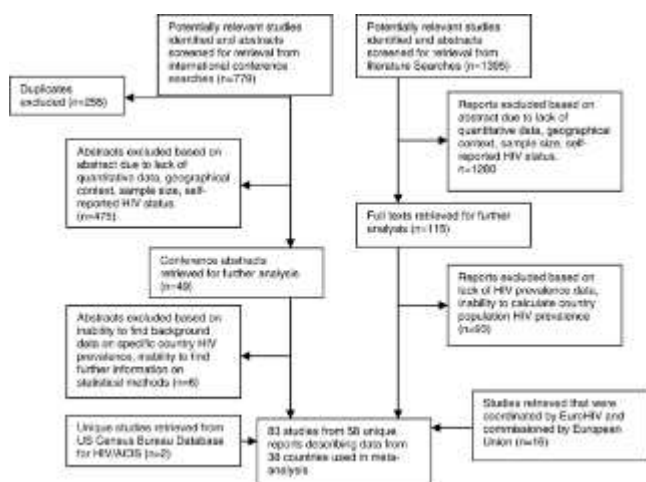 Potentially relevant studies
identified and abstracts
screened for retrieval from
international conference
searches (n=779)
Potentially relevant studies
identified and abstracts
screened for retrieval from
literature Searches (n=1395)
Duplicates
excluded (n=255)
Reports excluded based on
abstract due to lack of
quantitative data, geographical
context, sample size, self-
reported HIV status.
n=1280
Abstracts excluded based on
abstract due to lack of
quantitative data, geographical
context, sample size, self-
reported HIV status.
(n=475)
Full texts retrieved for further
analysis (n=115)
Conference abstracts
retrieved for further analysis
(n=49)
Reports excluded based on
lack of HIV prevalence data,
inability to calculate country
population HIV prevalence
(n=93)
Abstracts excluded based on
inability to find background
data on specific country HIV
prevalence, inability to find
further information on
statistical methods (n=6)
Unique studies retrieved from
US Census Bureau Database
for HIV/AIDS (n=2)
83 studies from 58 unique
reports describing data from
38 countries used in meta-
analysis
Studies retrieved that were
coordinated by EuroHIV and
commissioned by European
Union (n=16)